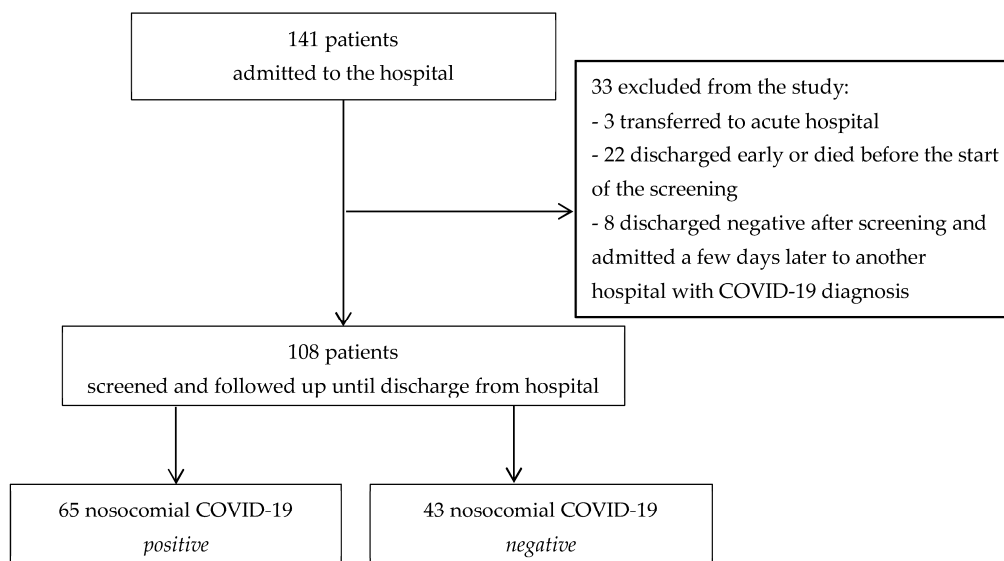 141 patients
admitted to the hospital
33 excluded from the study:
- 3 transferred to acute hospital
- 22 discharged early or died before the start
of the screening
- 8 discharged negative after screening and
admitted a few days later to another
hospital with COVID-19 diagnosis
108 patients
screened and followed up until discharge from hospital
65 nosocomial COVID-19
positive
43 nosocomial COVID-19
negative